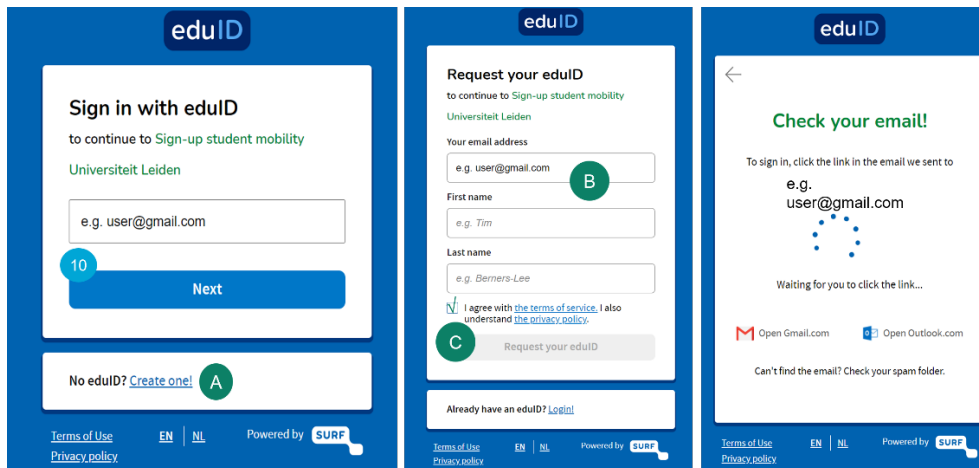 eduID
Sign in with eduID
to continue to Sign-up student mobility
Universiteit Leiden
e.g. user@gmail.com
10
Next
No eduID? Create one!
A
Terms of Use
EN
NL
Powered by SURF
Privacy policy
eduID
Request your eduID
to continue to Sign-up student mobility
Universiteit Leiden
Your email address
e.g. user@gmail.com
B
First name
e.g. Tim
Last name
e.g. Berners-Lee
I agree with the terms of service. I also
understand the privacy policy.
C
Request your eduID
Already have an eduID? Login!
Terms of Use
EN
NL
Powered by SURF
Privacy policy
eduID
Check your email!
To sign in, click the link in the email we sent to
e.g.
user@gmail.com
Waiting for you to click the link...
Open Gmail.com
Open Outlook.com
Can't find the email? Check your spam folder.
Terms of Use
EN
NL
Powered by SURF
Privacy policy